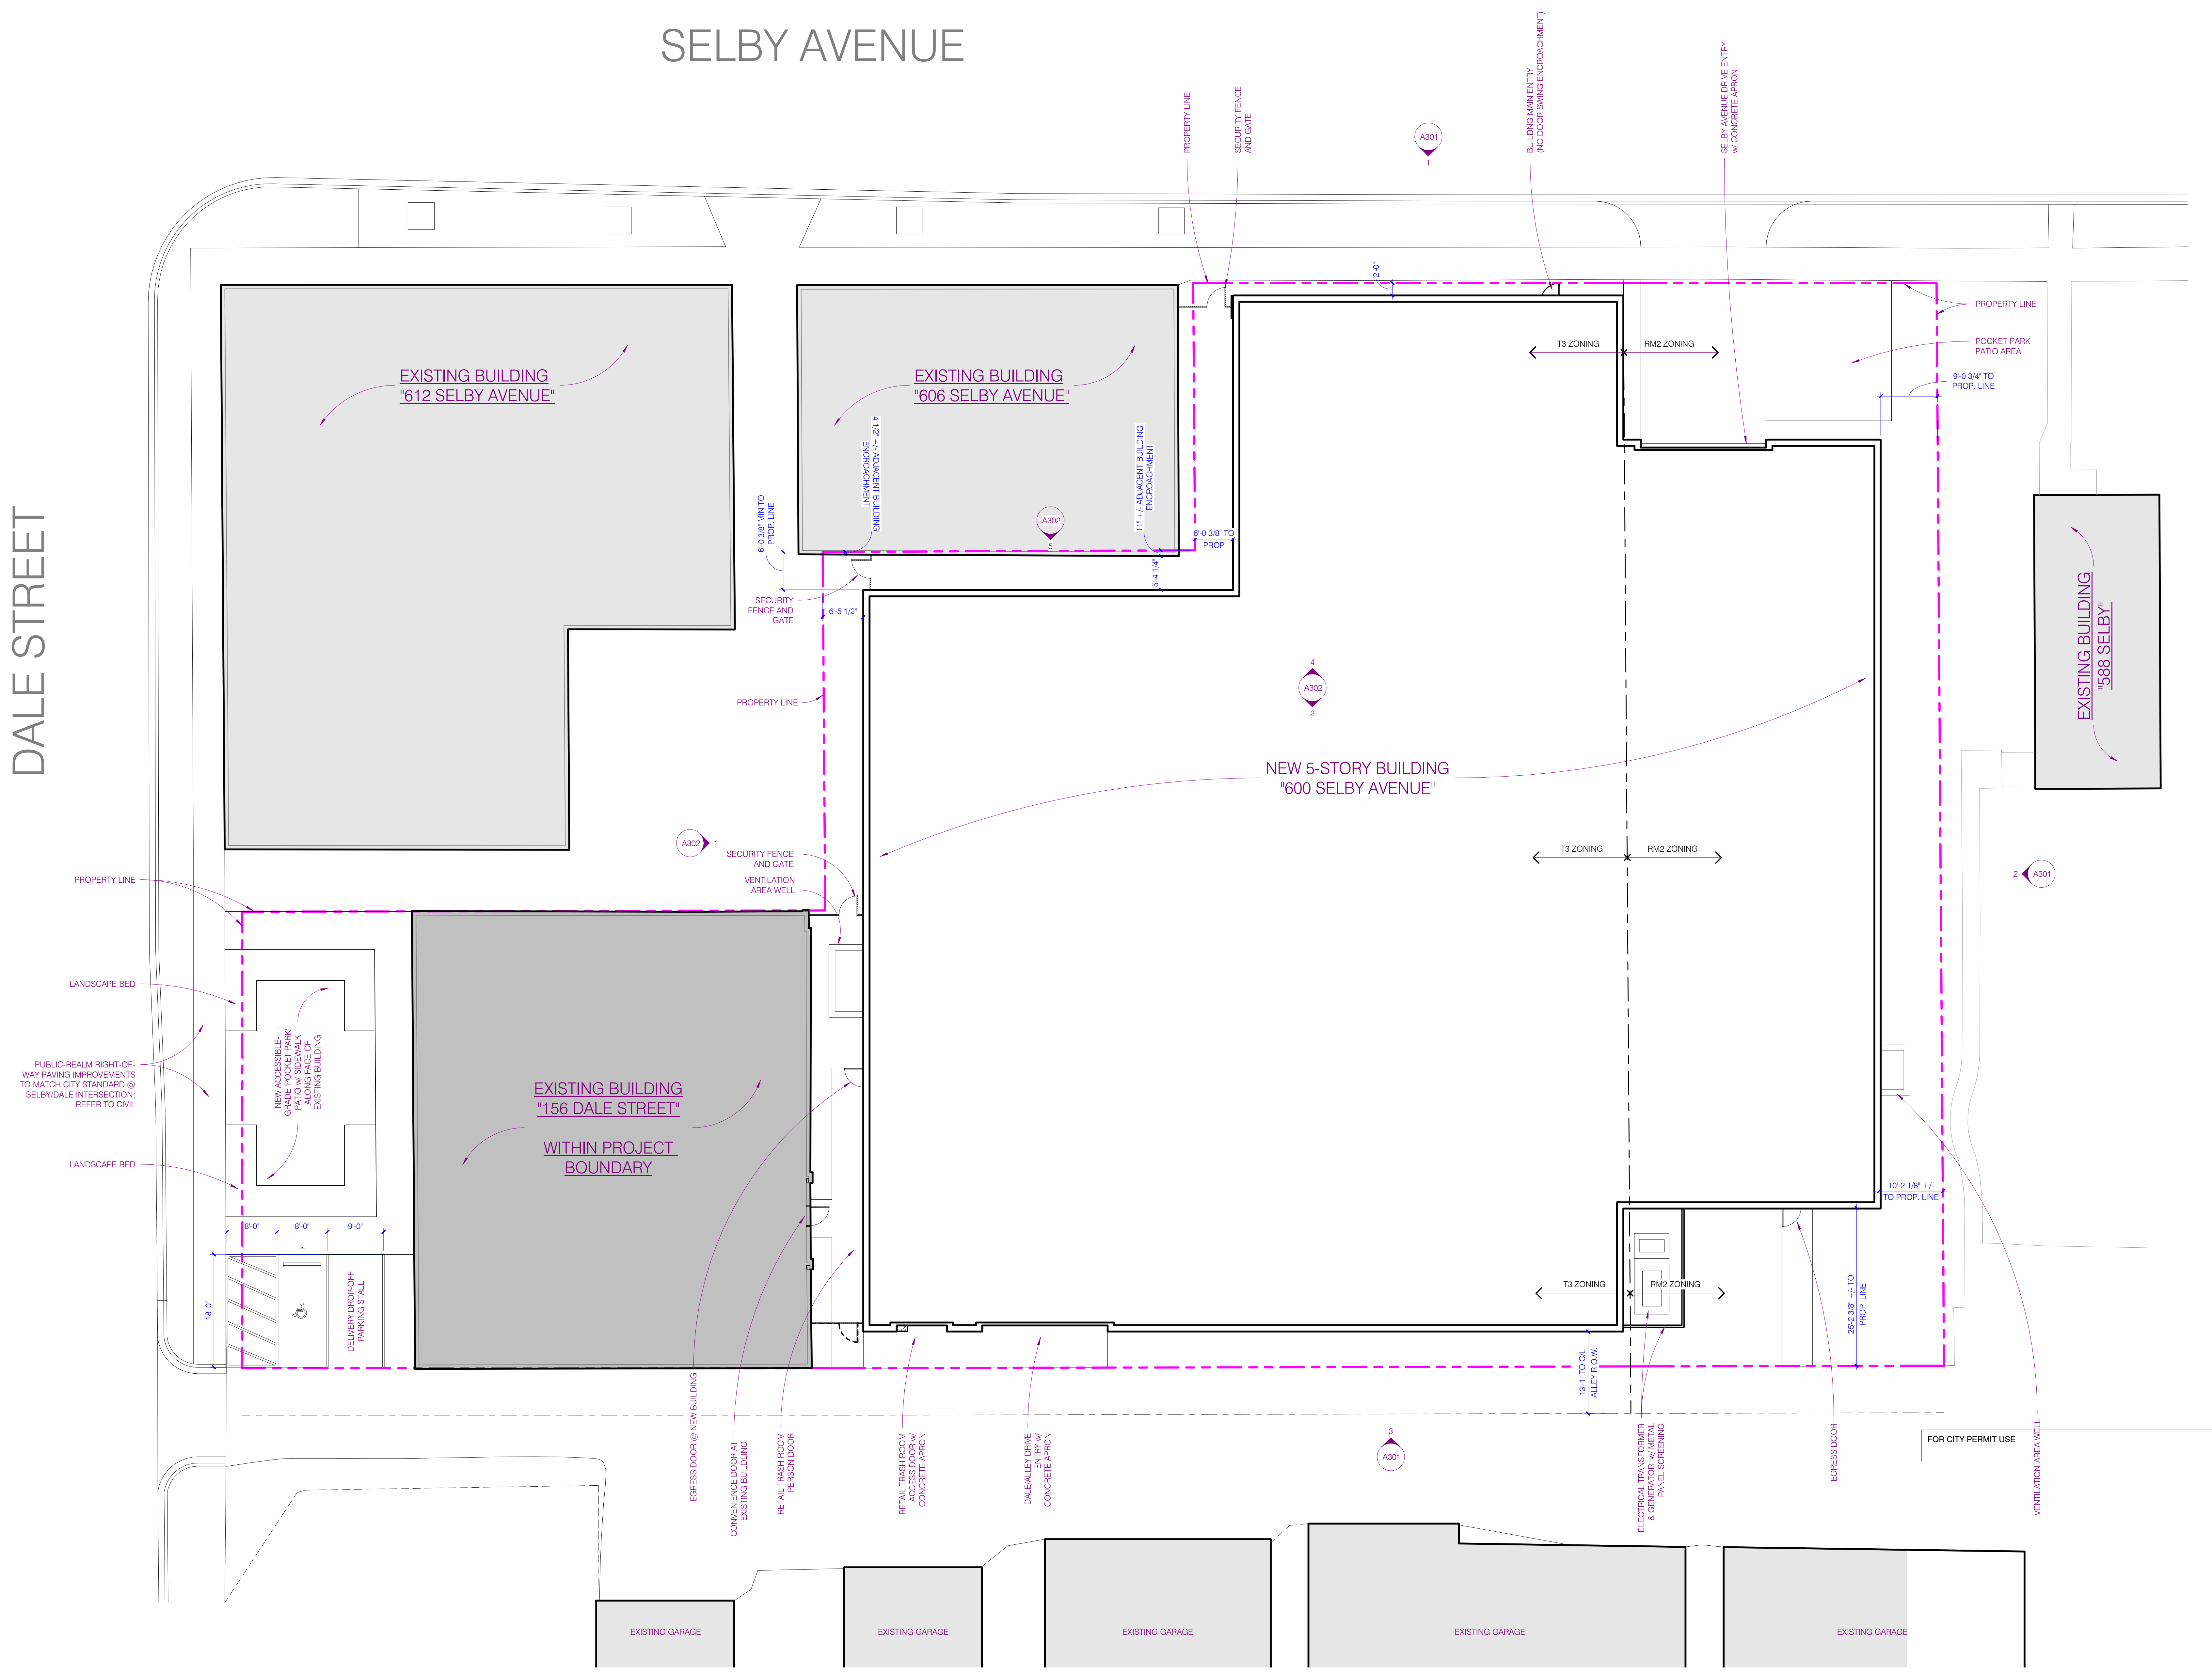 SELBY AVENUE
DALE STREET
PROPERTY LINE
SECURITY FENCE
AND GATE
A301
1
BUILDNG MAIN ENTRY
(NO DOOR SWING ENCROACHMENT)
SELBY AVENUE DRIVE ENTRY
w/ CONCRETE APRON
2'-0"
PROPERTY LINE
POCKET PARK
PATIO AREA
9'-0 3/4" TO
PROP. LINE
T3 ZONING
RM2 ZONING
EXISTING BUILDING
"612 SELBY AVENUE"
EXISTING BUILDING
"606 SELBY AVENUE"
4 1/2" +/- ADJACENT BUILDING
ENCROACHMENT
11" +/- ADJACENT BUILDING
ENCROACHMENT
A302
5
6'-0 3/8" MIN TO
PROP. LINE
6'-0 3/8" TO
PROP
5'-4 1/4"
SECURITY
FENCE AND
GATE
6'-5 1/2"
EXISTING BUILDING
"588 SELBY"
PROPERTY LINE
4
A302
2
NEW 5-STORY BUILDING
"600 SELBY AVENUE"
A302
1
SECURITY FENCE
AND GATE
VENTILATION
AREA WELL
T3 ZONING
RM2 ZONING
2
A301
PROPERTY LINE
LANDSCAPE BED
PUBLIC-REALM RIGHT-OF-
WAY PAVING IMPROVEMENTS
TO MATCH CITY STANDARD @
SELBY/DALE INTERSECTION;
REFER TO CIVIL
LANDSCAPE BED
NEW ACCESSIBLE-
GRADE 'POCKET PARK'
PATIO w/ SIDEWALK
ALONG FACE OF
EXISTING BUILDING
EXISTING BUILDING
"156 DALE STREET"
WITHIN PROJECT
BOUNDARY
8'-0"
8'-0"
9'-0"
18'-0"
DELIVERY DROP-OFF
PARKING STALL
10'-2 1/8" +/-
TO PROP. LINE
T3 ZONING
RM2 ZONING
25'-2 3/8" +/- TO
PROP. LINE
13'-1" TO C/L
ALLEY R.O.W.
EGRESS DOOR @ NEW BUILDING
CONVENIENCE DOOR AT
EXISTING BUILDLING
RETAIL TRASH ROOM
PERSON DOOR
RETAIL TRASH ROOM
ACCESS DOOR w/
CONCRETE APRON
DALE/ALLEY DRIVE
ENTRY w/
CONCRETE APRON
3
A301
ELECTRICAL TRANSFORMER
& GENERATOR w/ METAL
PANEL SCREENING
EGRESS DOOR
FOR CITY PERMIT USE
VENTILATION AREA WELL
EXISTING GARAGE
EXISTING GARAGE
EXISTING GARAGE
EXISTING GARAGE
EXISTING GARAGE